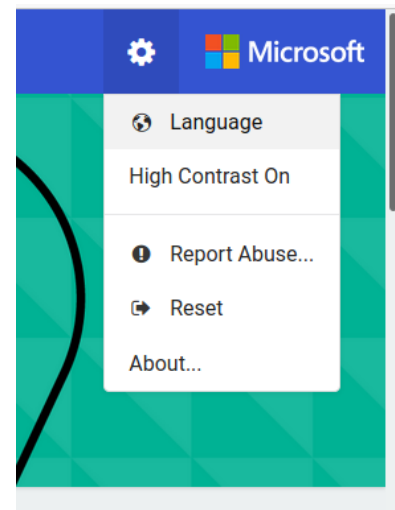 Microsoft
Language
High Contrast On
Report Abuse...
Reset
About...